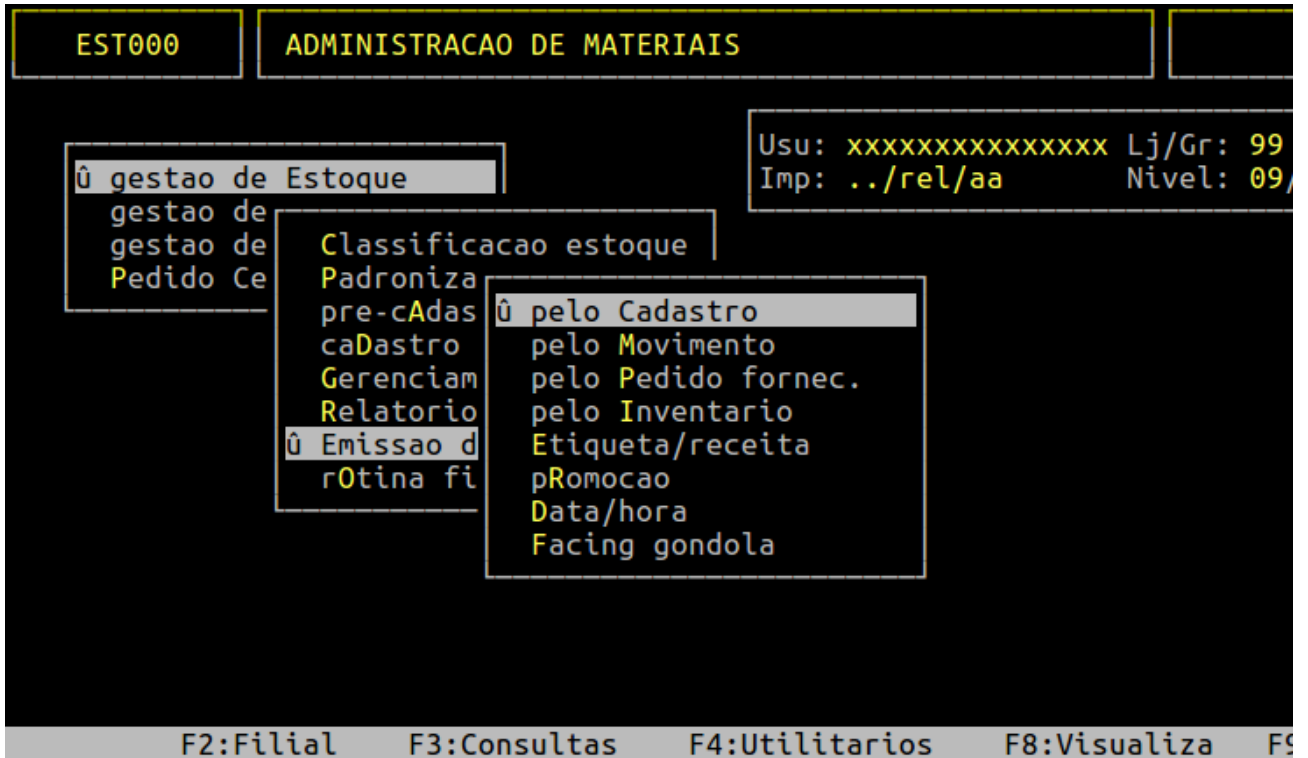 EST000 ADMINISTRACAO DE MATERIAIS
Usu: xxxxxxxxxxxxxxx Lj/Gr: 99
Imp: ../rel/aa Nivel: 09/
û gestao de Estoque
gestao de
gestao de
Pedido Ce
Classificacao estoque
Padroniza
pre-cAdas
caDastro
Gerenciam
Relatorio
û Emissao d
rOtina fi
û pelo Cadastro
pelo Movimento
pelo Pedido fornec.
pelo Inventario
Etiqueta/receita
pRomocao
Data/hora
Facing gondola
F2:Filial F3:Consultas F4:Utilitarios F8:Visualiza F9